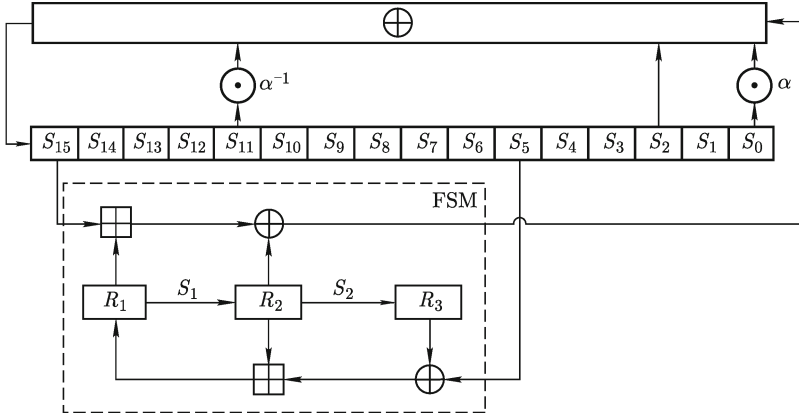 α⁻¹
α
S₁₅ S₁₄ S₁₃ S₁₂ S₁₁ S₁₀ S₉ S₈ S₇ S₆ S₅ S₄ S₃ S₂ S₁ S₀
FSM
R₁ S₁ R₂ S₂ R₃